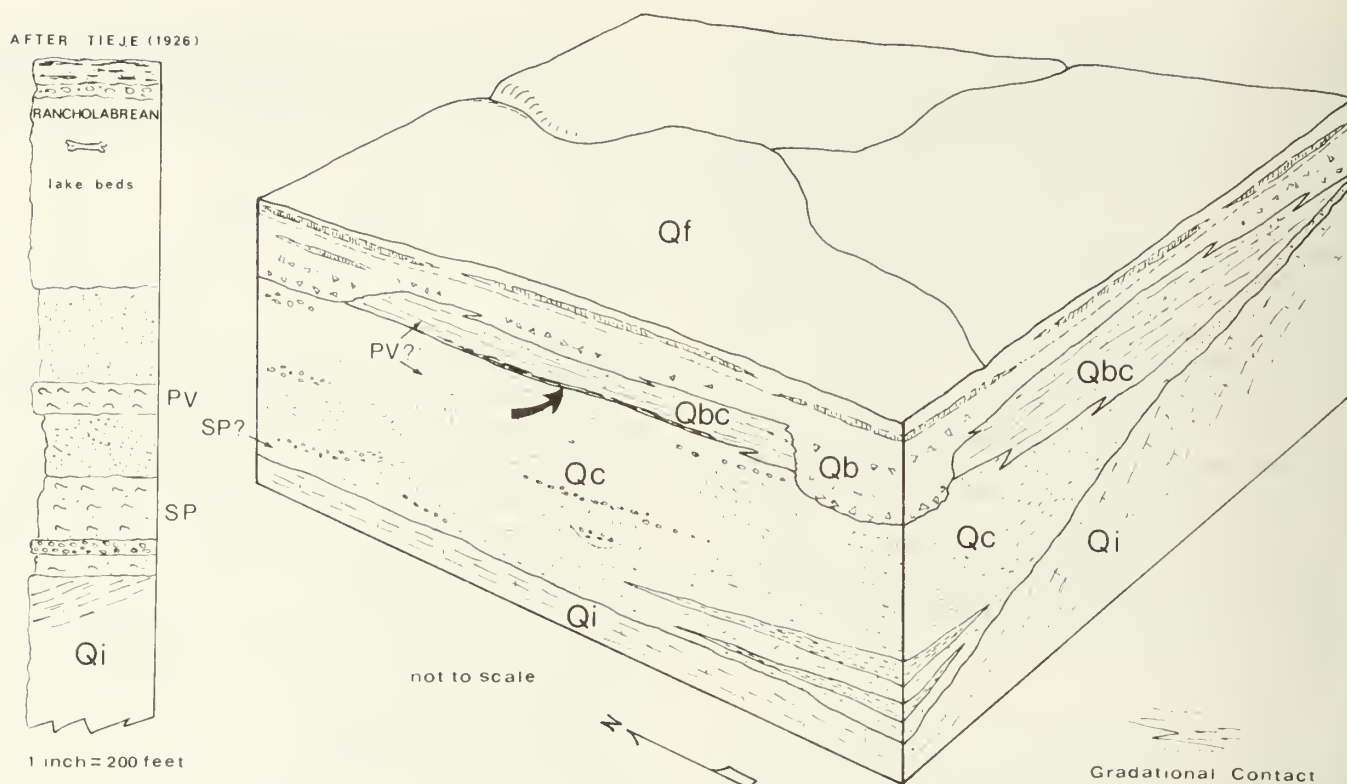 AFTER TIEJE (1926)
RANCHOLABREAN
lake beds
PV
SP
Qi
1 inch = 200 feet
Qf
PV?
SP?
Qbc
Qb
Qbc
Qc
Qc
Qi
Qi
not to scale
N
Gradational Contact